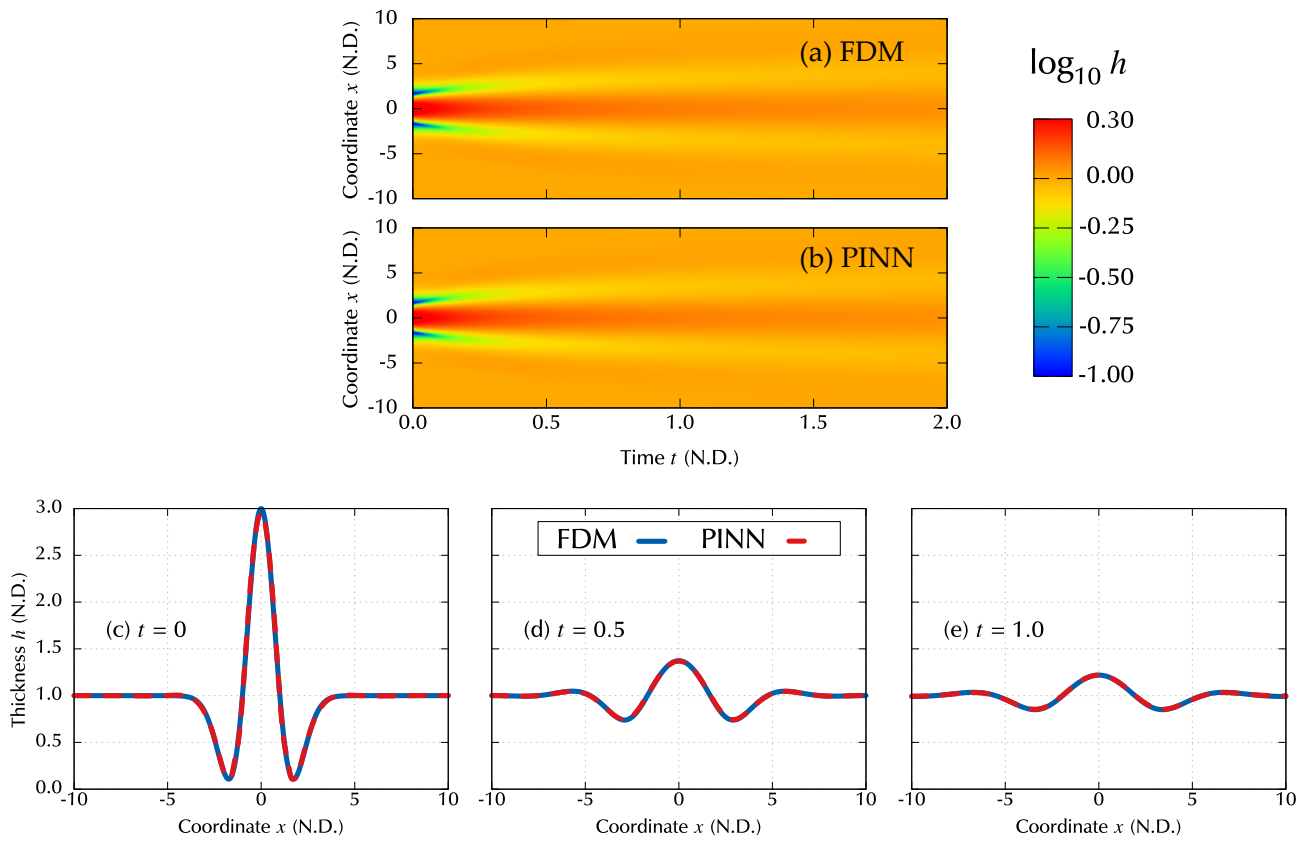 10
5
0
-5
-10
Coordinate x (N.D.)
(a) FDM
log10 h
0.30
0.00
-0.25
-0.50
-0.75
-1.00
10
5
0
-5
-10
Coordinate x (N.D.)
(b) PINN
0.0 0.5 1.0 1.5 2.0
Time t (N.D.)
3.0
2.5
2.0
1.5
1.0
0.5
0.0
Thickness h (N.D.)
(c) t = 0
-10 -5 0 5 10
Coordinate x (N.D.)
FDM PINN
(d) t = 0.5
-10 -5 0 5 10
Coordinate x (N.D.)
(e) t = 1.0
-10 -5 0 5 10
Coordinate x (N.D.)